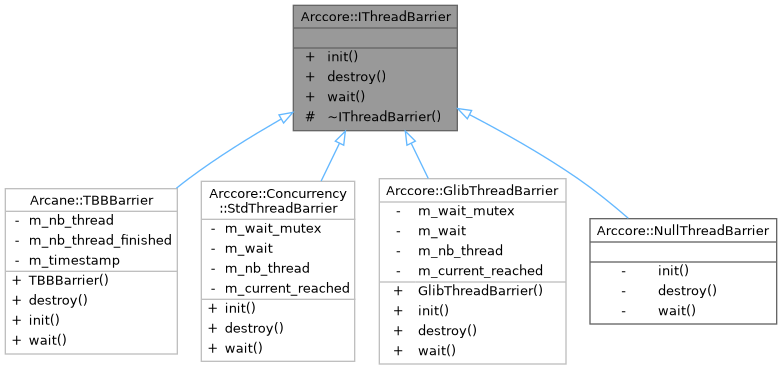 Arccore::IThreadBarrier
+ init()
+ destroy()
+ wait()
# ~IThreadBarrier()
Arcane::TBBBarrier
- m_nb_thread
- m_nb_thread_finished
- m_timestamp
+ TBBBarrier()
+ destroy()
+ init()
+ wait()
Arccore::Concurrency
::StdThreadBarrier
- m_wait_mutex
- m_wait
- m_nb_thread
- m_current_reached
+ init()
+ destroy()
+ wait()
Arccore::GlibThreadBarrier
- m_wait_mutex
- m_wait
- m_nb_thread
- m_current_reached
+ GlibThreadBarrier()
+ init()
+ destroy()
+ wait()
Arccore::NullThreadBarrier
- init()
- destroy()
- wait()